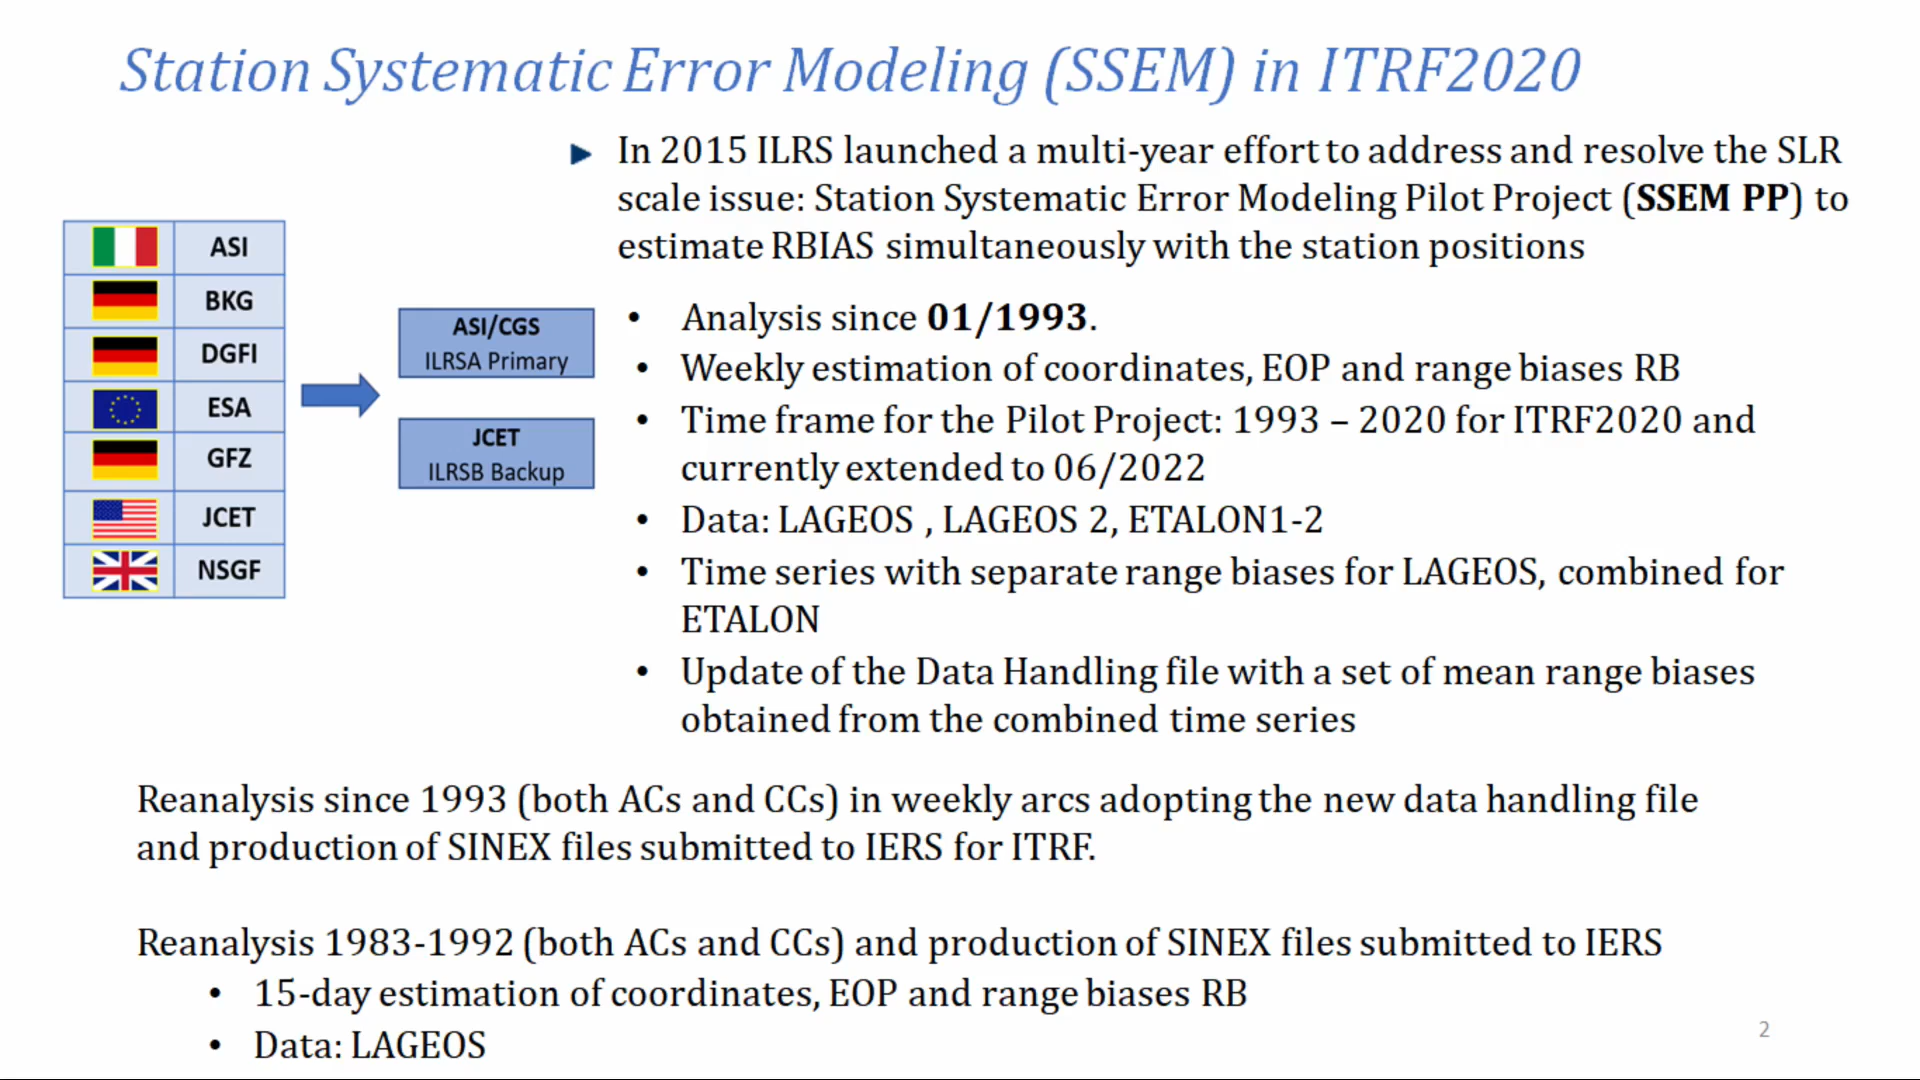 Station Systematic Error Modeling (SSEM) in ITRF2020
► In 2015 ILRS launched a multi-year effort to address and resolve the SLR
scale issue: Station Systematic Error Modeling Pilot Project (SSEM PP) to
estimate RBIAS simultaneously with the station positions
ASI
BKG
DGFI
ESA
GFZ
JCET
NSGF
ASI/CGS
ILRSA Primary
JCET
ILRSB Backup
• Analysis since 01/1993.
• Weekly estimation of coordinates, EOP and range biases RB
• Time frame for the Pilot Project: 1993 – 2020 for ITRF2020 and
currently extended to 06/2022
• Data: LAGEOS , LAGEOS 2, ETALON1-2
• Time series with separate range biases for LAGEOS, combined for
ETALON
• Update of the Data Handling file with a set of mean range biases
obtained from the combined time series
Reanalysis since 1993 (both ACs and CCs) in weekly arcs adopting the new data handling file
and production of SINEX files submitted to IERS for ITRF.
Reanalysis 1983-1992 (both ACs and CCs) and production of SINEX files submitted to IERS
• 15-day estimation of coordinates, EOP and range biases RB
• Data: LAGEOS
2